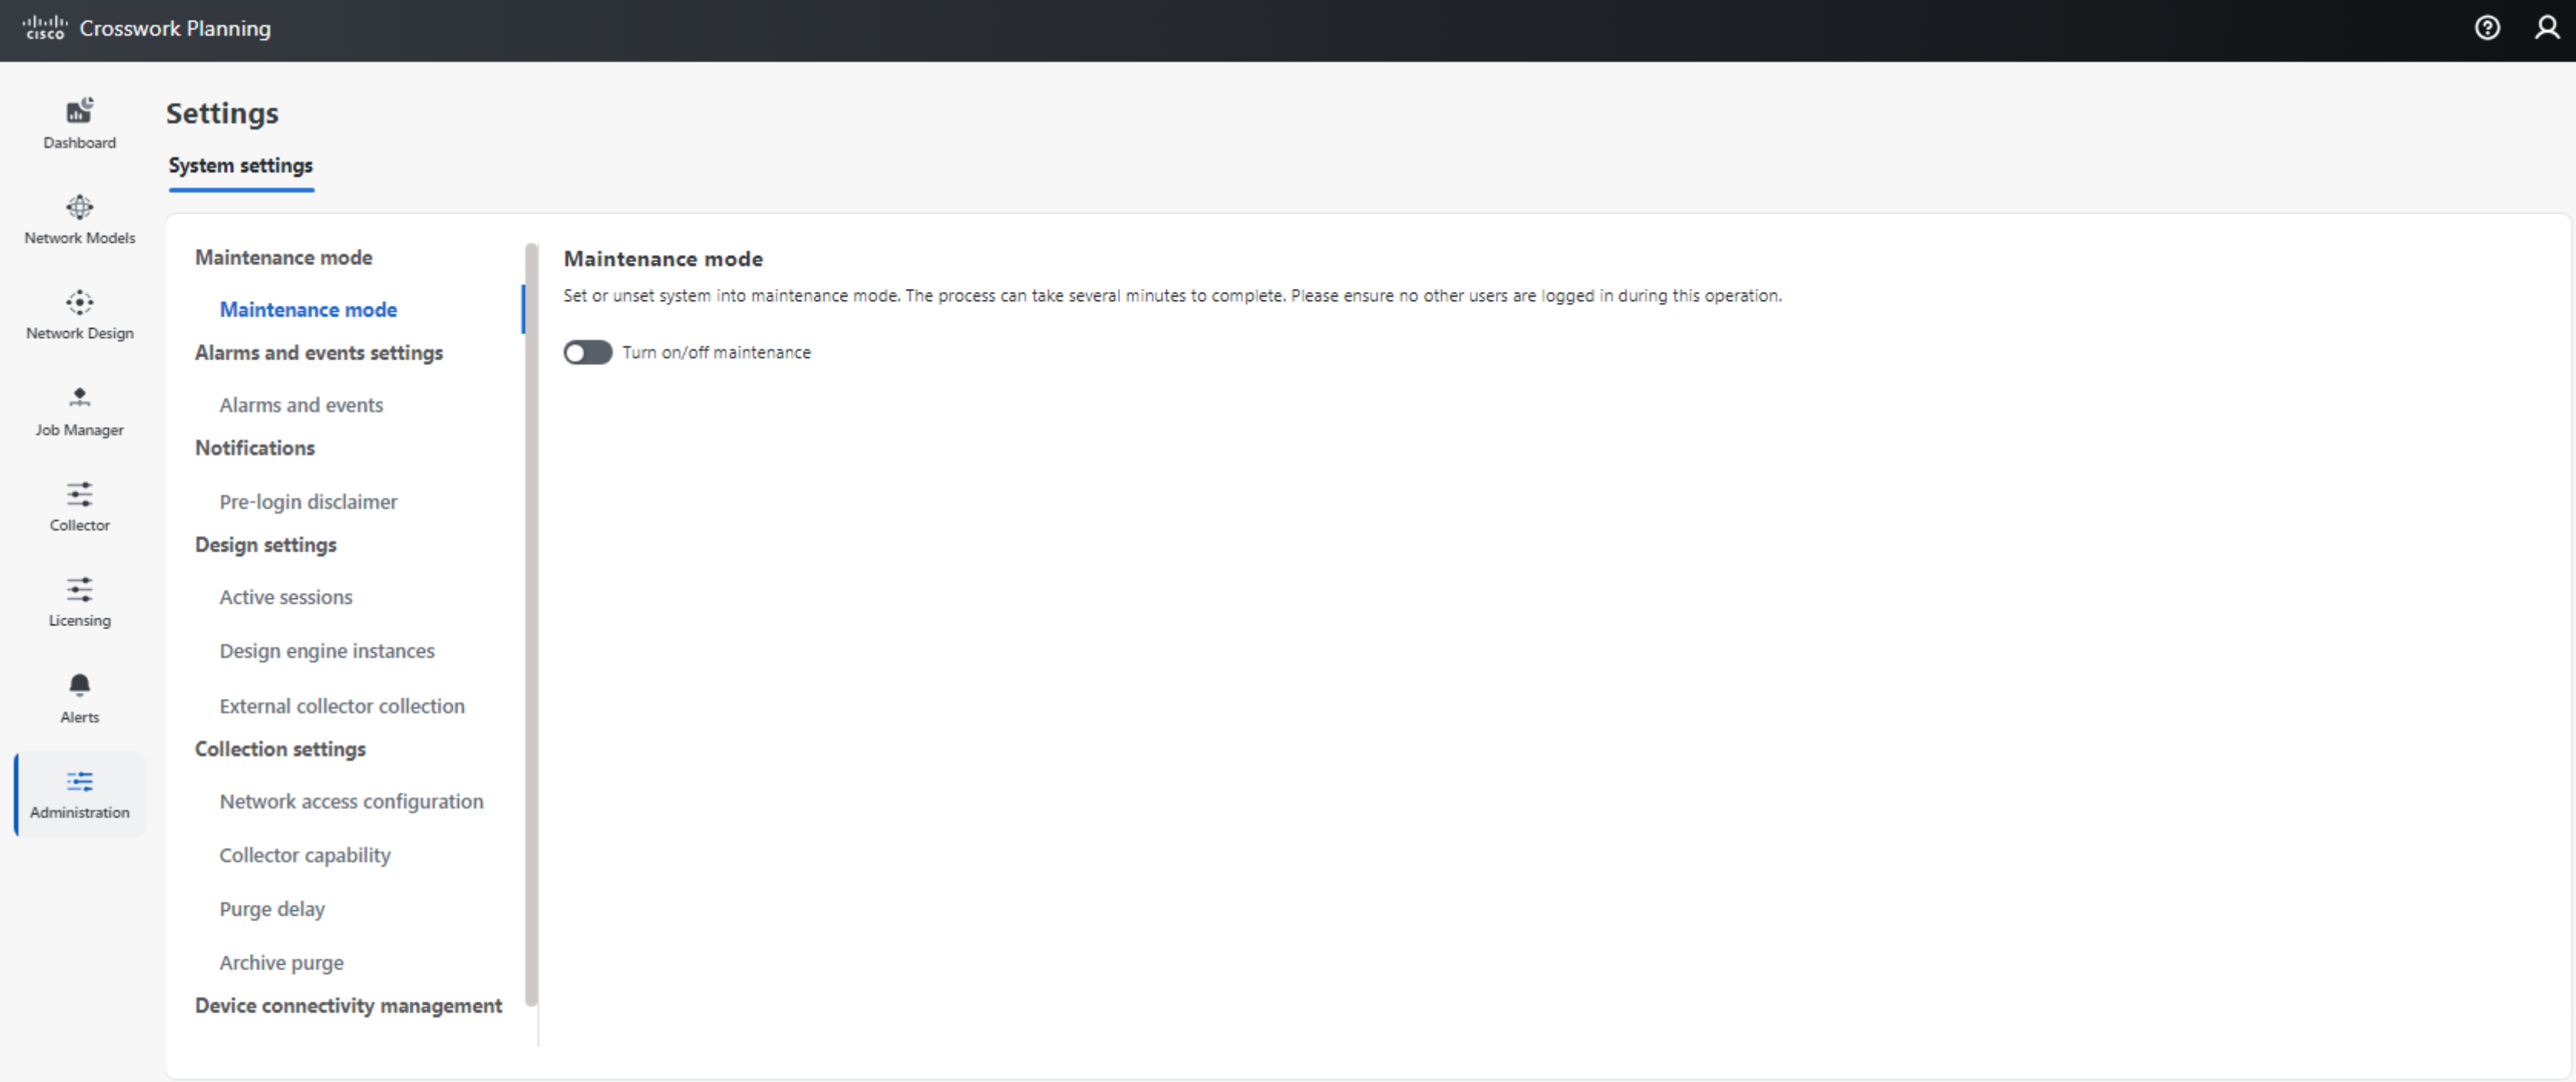 cisco Crosswork Planning
Dashboard
Network Models
Network Design
Job Manager
Collector
Licensing
Alerts
Administration
Settings
System settings
Maintenance mode
Maintenance mode
Alarms and events settings
Alarms and events
Notifications
Pre-login disclaimer
Design settings
Active sessions
Design engine instances
External collector collection
Collection settings
Network access configuration
Collector capability
Purge delay
Archive purge
Device connectivity management
Maintenance mode
Set or unset system into maintenance mode. The process can take several minutes to complete. Please ensure no other users are logged in during this operation.
Turn on/off maintenance